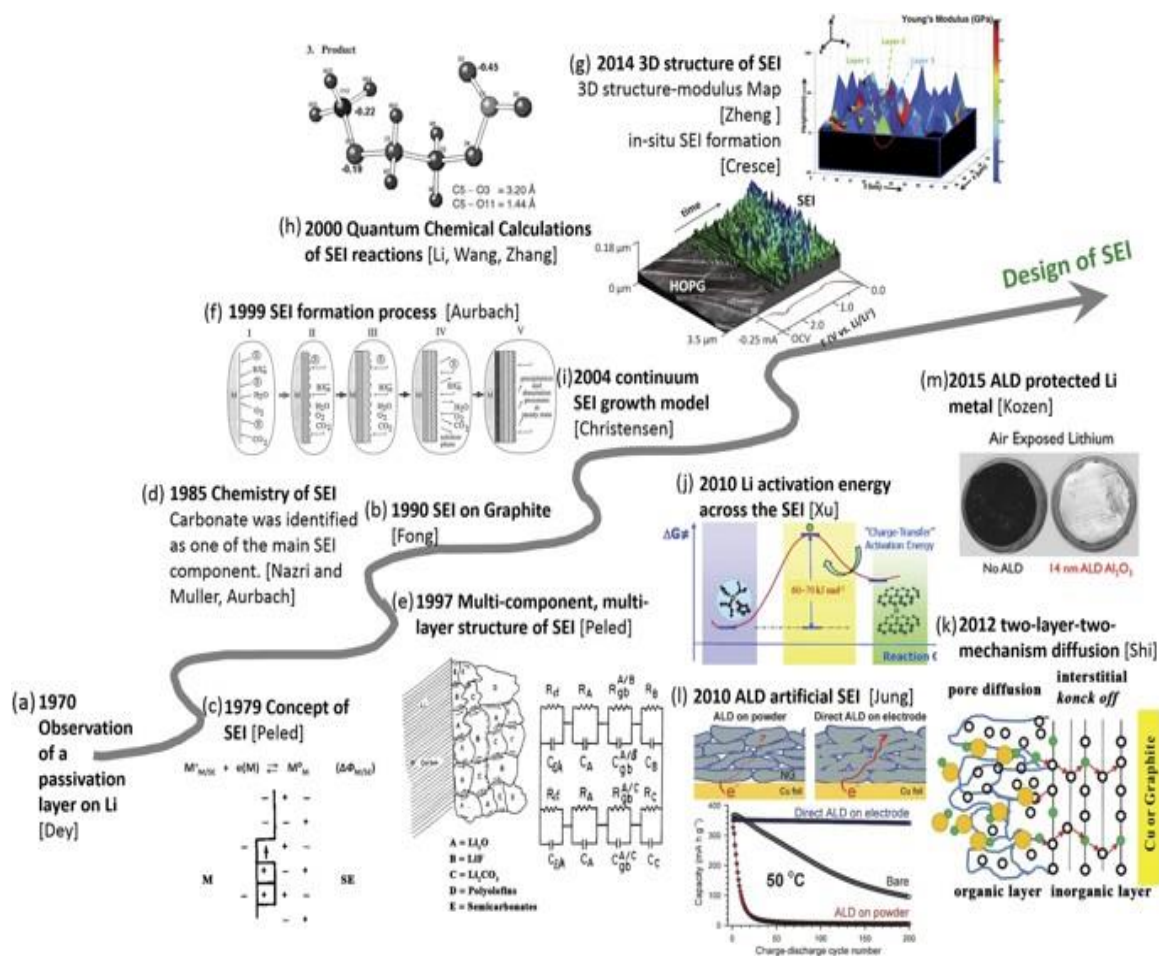 3. Product
-0.45
-0.22
-0.19
C5 – O3 = 3.20 Å
C5 – O11 = 1.44 Å
(h) 2000 Quantum Chemical Calculations
of SEI reactions [Li, Wang, Zhang]
(g) 2014 3D structure of SEI
3D structure-modulus Map
[Zheng ]
in-situ SEI formation
[Cresce]
Young's Modulus (GPa)
Layer 1
Layer 2
Layer 3
time
SEI
0.18 µm
0 µm
HOPG
3.5 µm
-0.25 mA
OCV
2.0
1.0
0.0
E (V vs. Li/Li⁺)
Design of SEI
(f) 1999 SEI formation process [Aurbach]
I
II
III
IV
V
M
H₂O
O₂
CO₂
(i) 2004 continuum
SEI growth model
[Christensen]
(m) 2015 ALD protected Li
metal [Kozen]
Air Exposed Lithium
No ALD
14 nm ALD Al₂O₃
(d) 1985 Chemistry of SEI
Carbonate was identified
as one of the main SEI
component. [Nazri and
Muller, Aurbach]
(b) 1990 SEI on Graphite
[Fong]
(j) 2010 Li activation energy
across the SEI [Xu]
ΔG≠
"Charge-Transfer"
Activation Energy
60~70 kJ mol⁻¹
Reaction
(e) 1997 Multi-component, multi-
layer structure of SEI [Peled]
A = Li₂O
B = LiF
C = Li₂CO₃
D = Polyolefins
E = Semicarbonates
(k) 2012 two-layer-two-
mechanism diffusion [Shi]
pore diffusion
interstitial
konck off
Cu or Graphite
organic layer
inorganic layer
(a) 1970
Observation
of a
passivation
layer on Li
[Dey]
(c) 1979 Concept of
SEI [Peled]
M⁺M/SE + e(M) ⇌ M⁰M (ΔΦM/SE)
M
SE
(l) 2010 ALD artificial SEI [Jung]
ALD on powder
Direct ALD on electrode
NG
e
Cu foil
e
Cu foil
Direct ALD on electrode
50 °C
Bare
ALD on powder
Capacity (mA h g⁻¹)
400
300
200
100
0
0
50
100
150
200
Charge-discharge cycle number